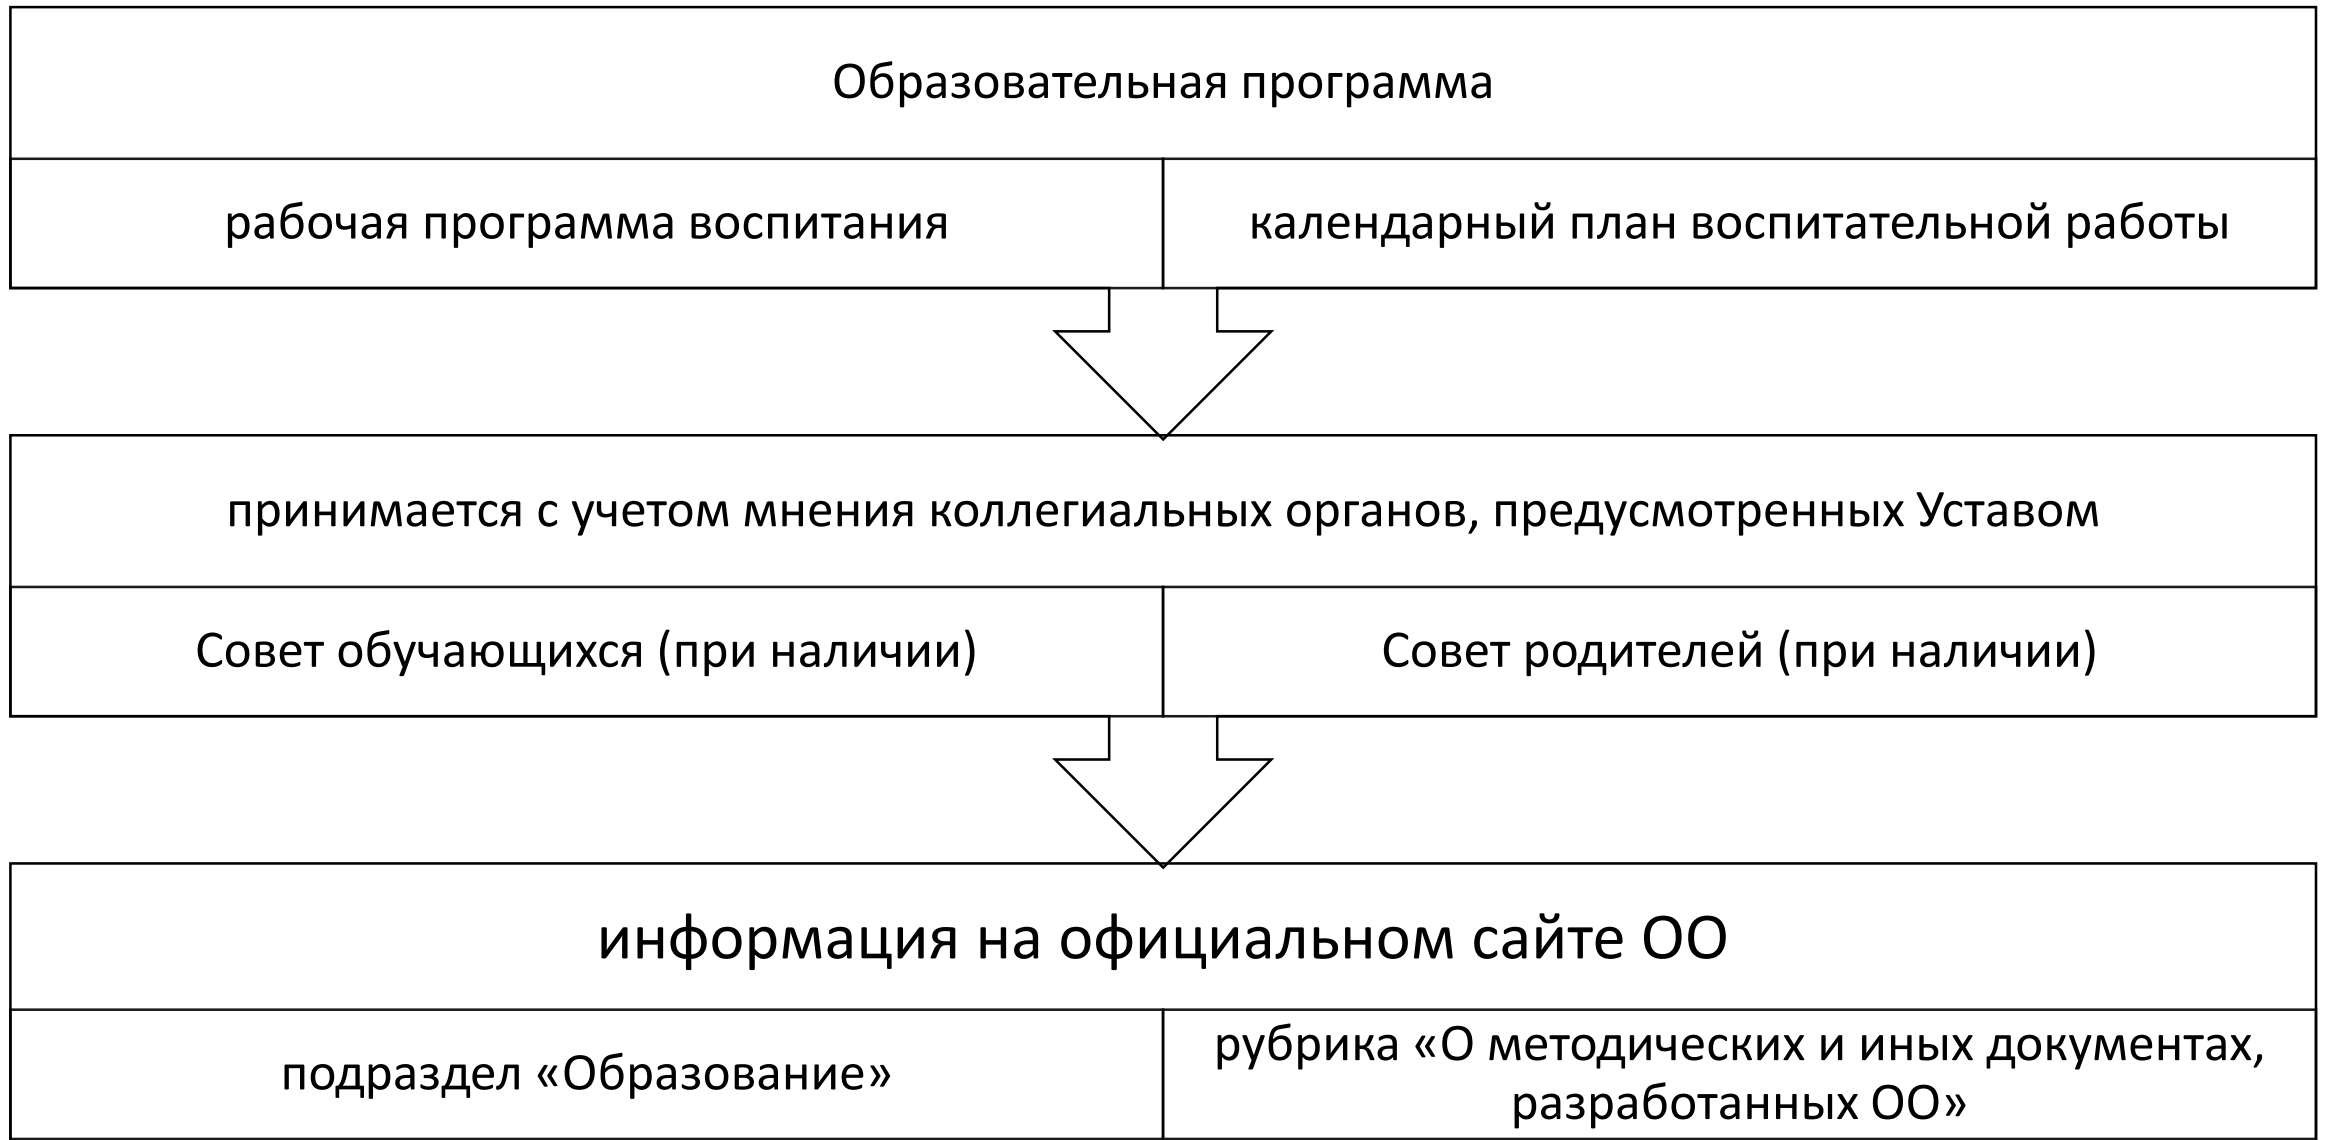 Образовательная программа
рабочая программа воспитания
календарный план воспитательной работы
принимается с учетом мнения коллегиальных органов, предусмотренных Уставом
Совет обучающихся (при наличии)
Совет родителей (при наличии)
информация на официальном сайте ОО
подраздел «Образование»
рубрика «О методических и иных документах,
разработанных ОО»